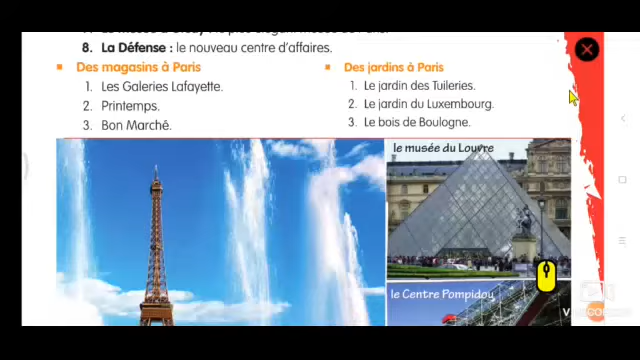 8. La Défense : le nouveau centre d'affaires.
Des magasins à Paris
1. Les Galeries Lafayette.
2. Printemps.
3. Bon Marché.
Des jardins à Paris
1. Le jardin des Tuileries.
2. Le jardin du Luxembourg.
3. Le bois de Boulogne.
le musée du Louvre
le Centre Pompidou